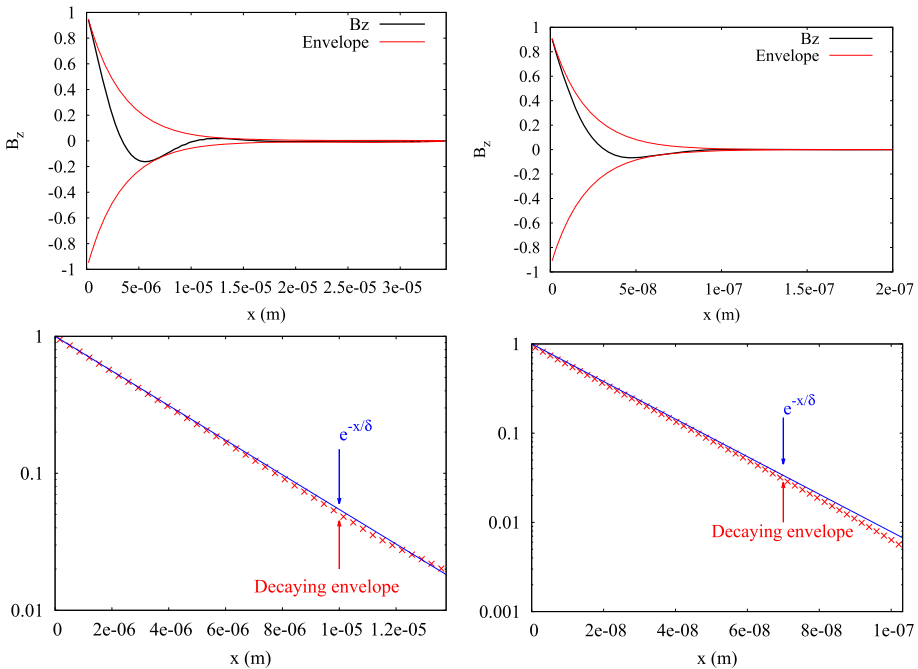 Bz
Envelope
1
0.8
0.6
0.4
0.2
0
-0.2
-0.4
-0.6
-0.8
-1
B_z
0 5e-06 1e-05 1.5e-05 2e-05 2.5e-05 3e-05
x (m)
Bz
Envelope
1
0.8
0.6
0.4
0.2
0
-0.2
-0.4
-0.6
-0.8
-1
B_z
0 5e-08 1e-07 1.5e-07 2e-07
x (m)
1
0.1
0.01
e^{-x/δ}
Decaying envelope
0 2e-06 4e-06 6e-06 8e-06 1e-05 1.2e-05
x (m)
1
0.1
0.01
0.001
e^{-x/δ}
Decaying envelope
0 2e-08 4e-08 6e-08 8e-08 1e-07
x (m)